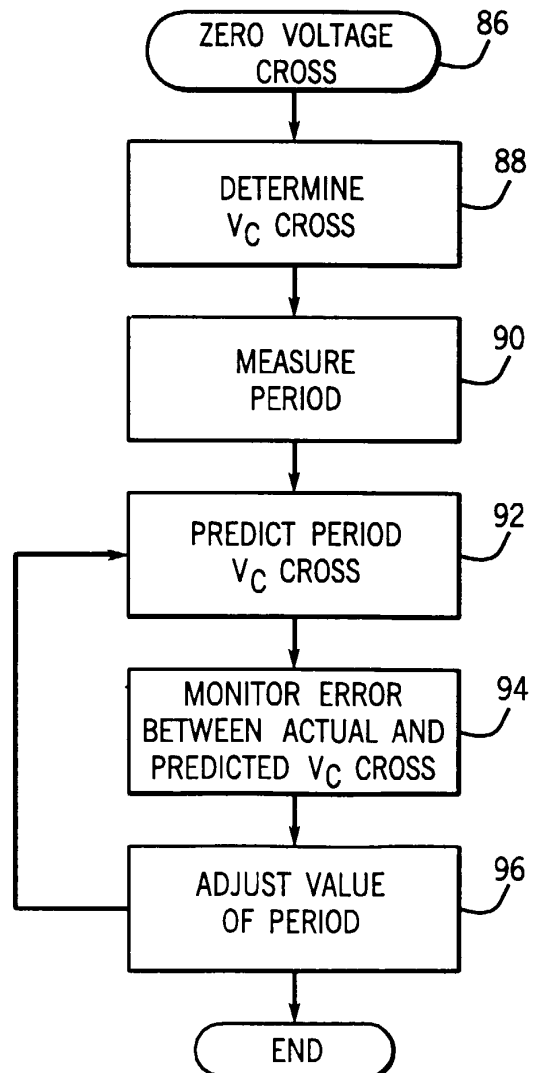 ZERO VOLTAGE
CROSS
86
DETERMINE
VC CROSS
88
MEASURE
PERIOD
90
PREDICT PERIOD
VC CROSS
92
MONITOR ERROR
BETWEEN ACTUAL AND
PREDICTED VC CROSS
94
ADJUST VALUE
OF PERIOD
96
END